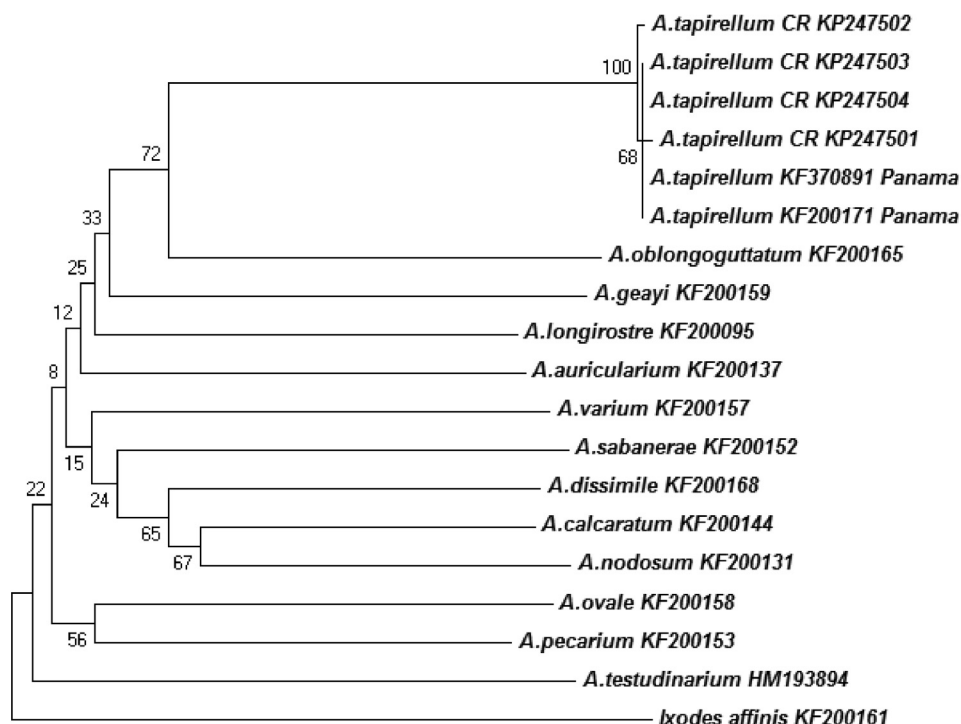 A.tapirellum CR KP247502
100
A.tapirellum CR KP247503
A.tapirellum CR KP247504
A.tapirellum CR KP247501
72
68
A.tapirellum KF370891 Panama
A.tapirellum KF200171 Panama
33
A.oblongoguttatum KF200165
25
A.geayi KF200159
12
A.longirostre KF200095
8
A.auricularium KF200137
A.varium KF200157
15
A.sabanerae KF200152
22
24
A.dissimile KF200168
65
A.calcaratum KF200144
67
A.nodosum KF200131
A.ovale KF200158
56
A.pecarium KF200153
A.testudinarium HM193894
Ixodes affinis KF200161